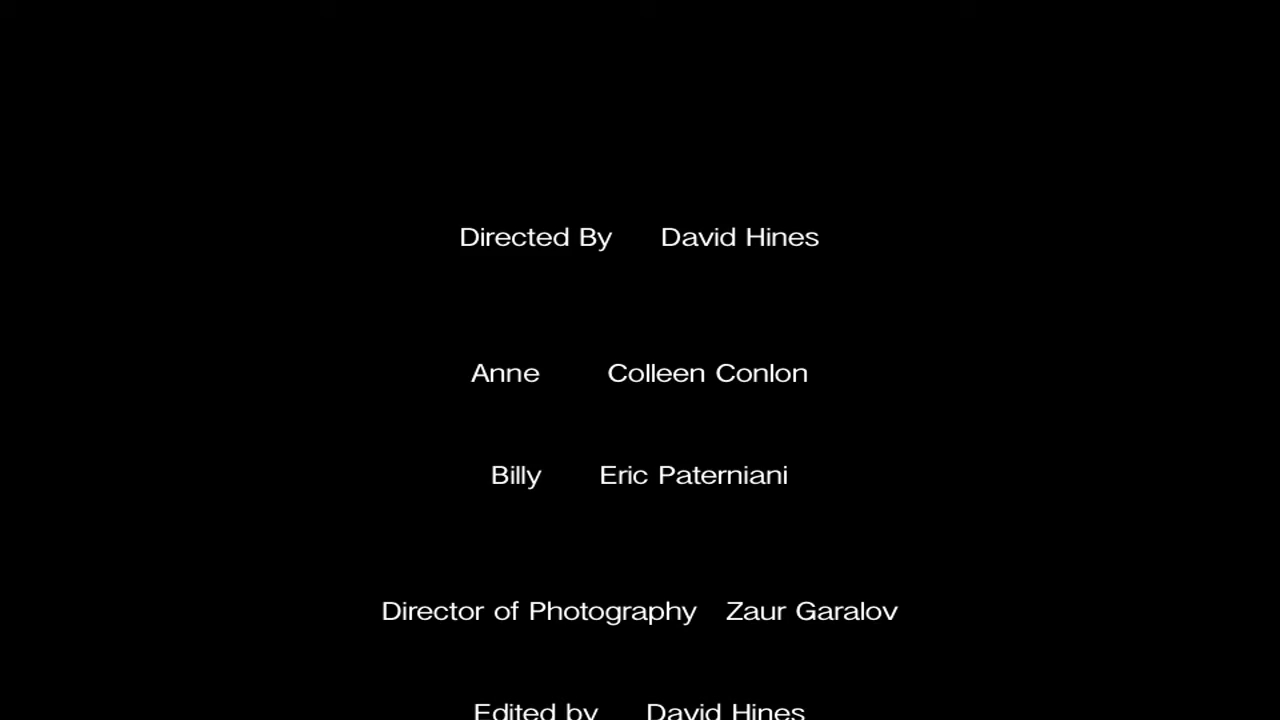 Directed By David Hines
Anne Colleen Conlon
Billy Eric Paterniani
Director of Photography Zaur Garalov
Edited by David Hines